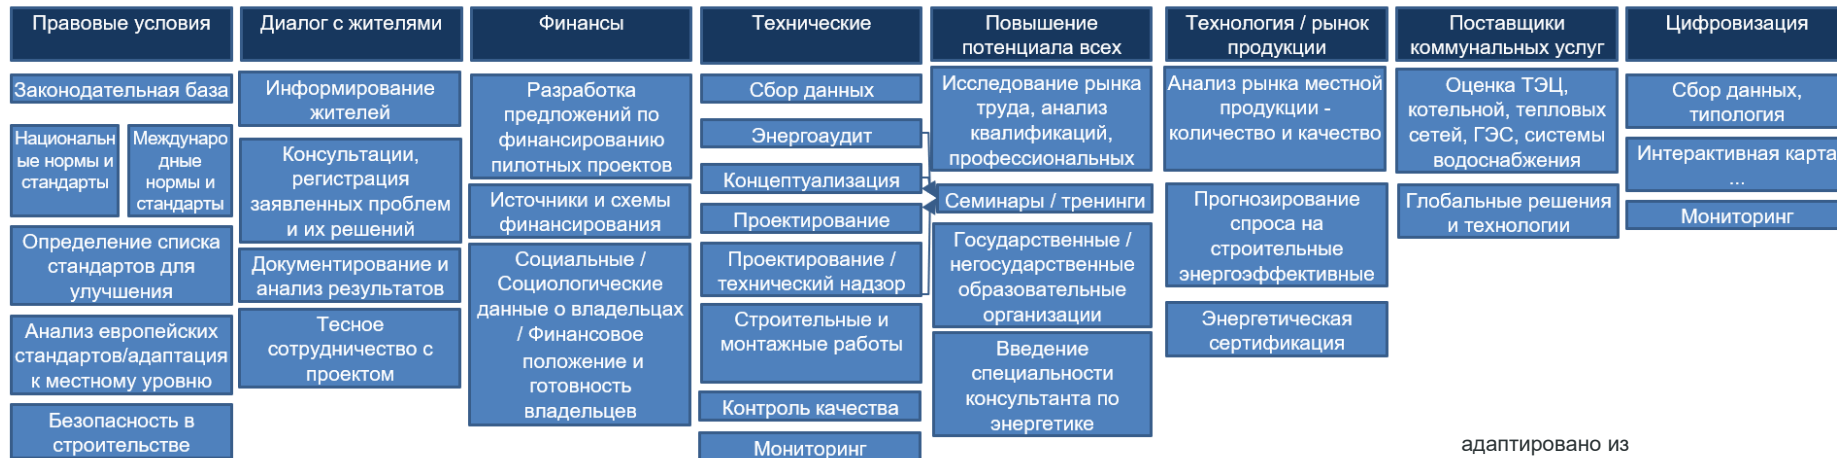 Правовые условия
Законодательная база
Национальн
ые нормы и
стандарты
Междунаро
дные
нормы и
стандарты
Определение списка
стандартов для
улучшения
Анализ европейских
стандартов/адаптация
к местному уровню
Безопасность в
строительстве
Диалог с жителями
Информирование
жителей
Консультации,
регистрация
заявленных проблем
и их решений
Документирование и
анализ результатов
Тесное
сотрудничество с
проектом
Финансы
Разработка
предложений по
финансированию
пилотных проектов
Источники и схемы
финансирования
Социальные /
Социологические
данные о владельцах
/ Финансовое
положение и
готовность
владельцев
Технические
Сбор данных
Энергоаудит
Концептуализация
Проектирование
Проектирование /
технический надзор
Строительные и
монтажные работы
Контроль качества
Мониторинг
Повышение
потенциала всех
Исследование рынка
труда, анализ
квалификаций,
профессиональных
Семинары / тренинги
Государственные /
негосударственные
образовательные
организации
Введение
специальности
консультанта по
энергетике
Технология / рынок
продукции
Анализ рынка местной
продукции -
количество и качество
Прогнозирование
спроса на
строительные
энергоэффективные
Энергетическая
сертификация
Поставщики
коммунальных услуг
Оценка ТЭЦ,
котельной, тепловых
сетей, ГЭС, системы
водоснабжения
Глобальные решения
и технологии
Цифровизация
Сбор данных,
типология
Интерактивная карта
...
Мониторинг
адаптировано из